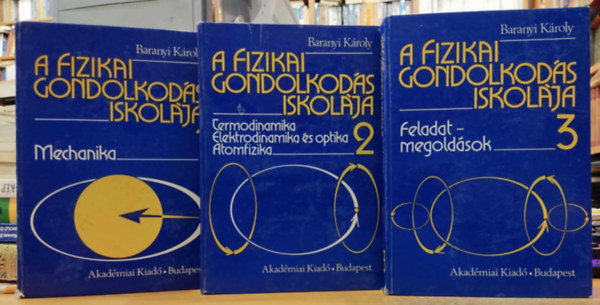 Baranyi Károly
A FIZIKAI
GONDOLKODÁS
ISKOLÁJA
Mechanika
Akadémiai Kiadó • Budapest
Baranyi Károly
A FIZIKAI
GONDOLKODÁS
ISKOLÁJA
Termodinamika
Elektrodinamika és optika
Atomfizika
2
Akadémiai Kiadó • Budapest
Baranyi Károly
A FIZIKAI
GONDOLKODÁS
ISKOLÁJA
Feladat-
megoldások
3
Akadémiai Kiadó • Budapest